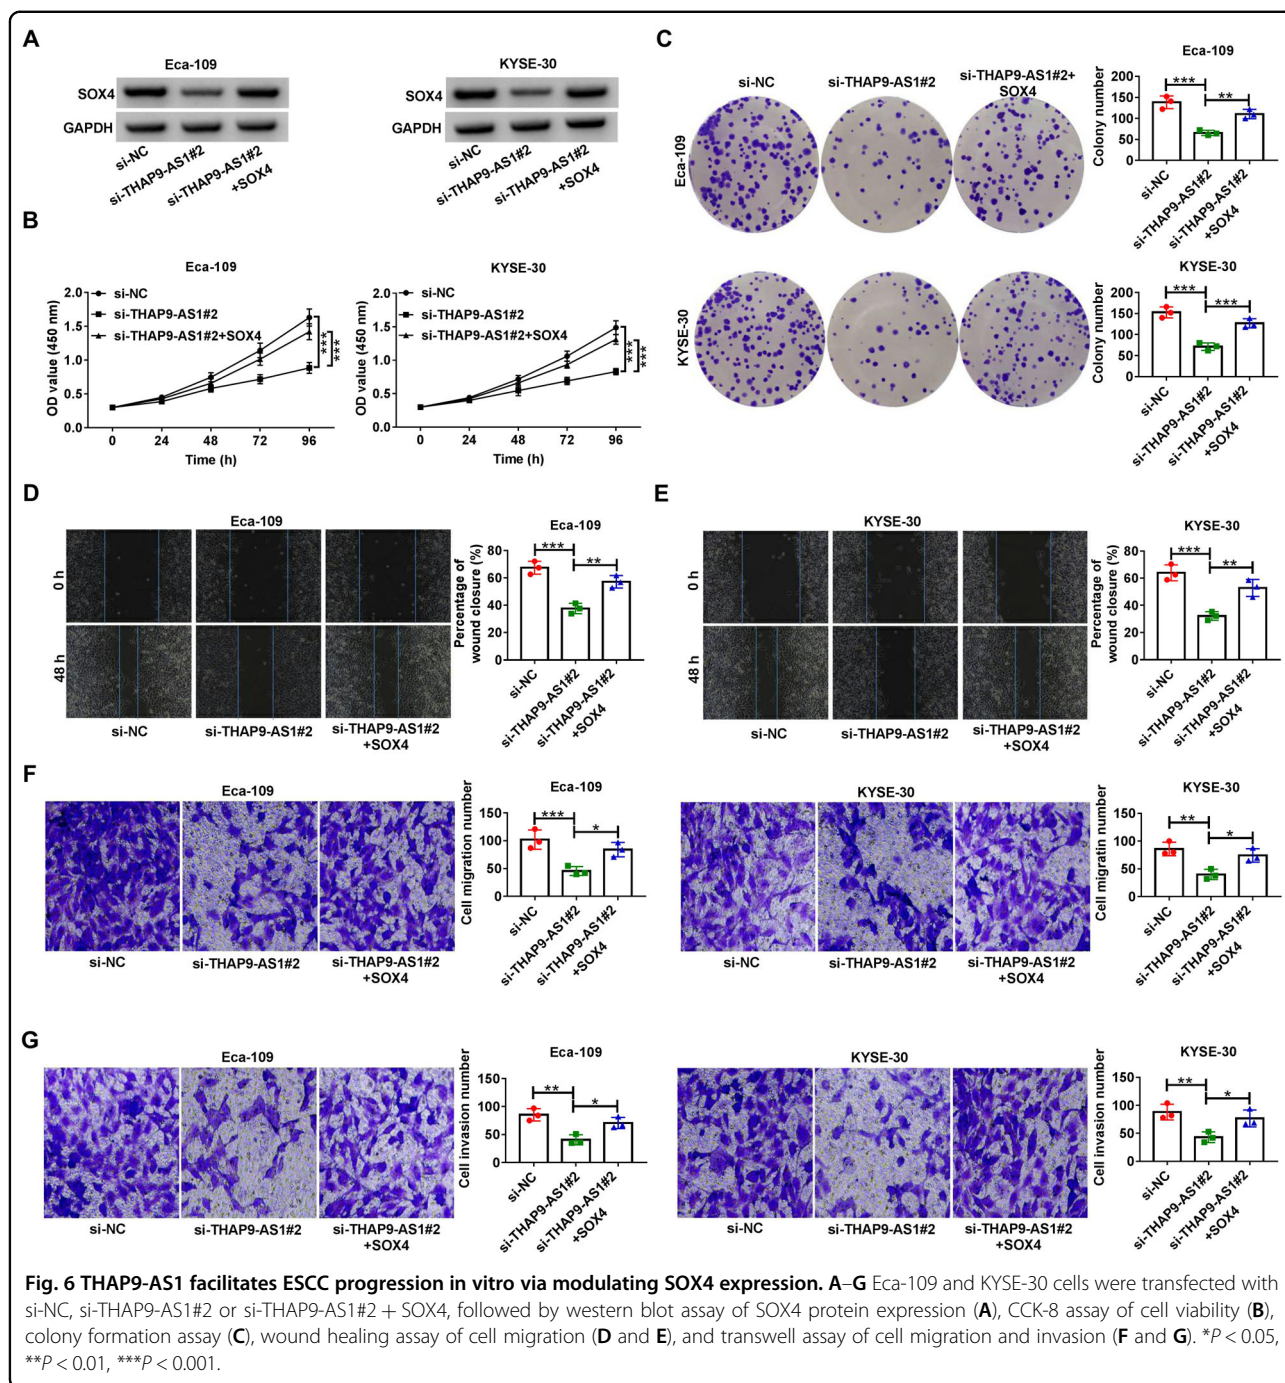 A
Eca-109
SOX4
GAPDH
si-NC
si-THAP9-AS1#2
si-THAP9-AS1#2
+SOX4
KYSE-30
SOX4
GAPDH
si-NC
si-THAP9-AS1#2
si-THAP9-AS1#2
+SOX4
B
Eca-109
OD value (450 nm)
2.0
1.5
1.0
0.5
0.0
si-NC
si-THAP9-AS1#2
si-THAP9-AS1#2+SOX4
***
***
0 24 48 72 96
Time (h)
KYSE-30
OD value (450 nm)
2.0
1.5
1.0
0.5
0.0
si-NC
si-THAP9-AS1#2
si-THAP9-AS1#2+SOX4
***
***
0 24 48 72 96
Time (h)
C
si-NC
si-THAP9-AS1#2
si-THAP9-AS1#2+
SOX4
Eca-109
KYSE-30
Eca-109
Colony number
200
150
100
50
0
***
**
si-NC
si-THAP9-AS1#2
si-THAP9-AS1#2
+SOX4
KYSE-30
Colony number
200
150
100
50
0
***
***
si-NC
si-THAP9-AS1#2
si-THAP9-AS1#2
+SOX4
D
Eca-109
0 h
48 h
si-NC
si-THAP9-AS1#2
si-THAP9-AS1#2
+SOX4
Eca-109
Percentage of
wound closure (%)
80
60
40
20
0
***
**
si-NC
si-THAP9-AS1#2
si-THAP9-AS1#2
+SOX4
E
KYSE-30
0 h
48 h
si-NC
si-THAP9-AS1#2
si-THAP9-AS1#2
+SOX4
KYSE-30
Percentage of
wound closure (%)
80
60
40
20
0
***
**
si-NC
si-THAP9-AS1#2
si-THAP9-AS1#2
+SOX4
F
Eca-109
si-NC
si-THAP9-AS1#2
si-THAP9-AS1#2
+SOX4
Eca-109
Cell migration number
150
100
50
0
***
*
si-NC
si-THAP9-AS1#2
si-THAP9-AS1#2
+SOX4
KYSE-30
si-NC
si-THAP9-AS1#2
si-THAP9-AS1#2
+SOX4
KYSE-30
Cell migratin number
150
100
50
0
**
*
si-NC
si-THAP9-AS1#2
si-THAP9-AS1#2
+SOX4
G
Eca-109
si-NC
si-THAP9-AS1#2
si-THAP9-AS1#2
+SOX4
Eca-109
Cell invasion number
150
100
50
0
**
*
si-NC
si-THAP9-AS1#2
si-THAP9-AS1#2
+SOX4
KYSE-30
si-NC
si-THAP9-AS1#2
si-THAP9-AS1#2
+SOX4
KYSE-30
Cell invasion number
150
100
50
0
**
*
si-NC
si-THAP9-AS1#2
si-THAP9-AS1#2
+SOX4
Fig. 6 THAP9-AS1 facilitates ESCC progression in vitro via modulating SOX4 expression. A–G Eca-109 and KYSE-30 cells were transfected with
si-NC, si-THAP9-AS1#2 or si-THAP9-AS1#2 + SOX4, followed by western blot assay of SOX4 protein expression (A), CCK-8 assay of cell viability (B),
colony formation assay (C), wound healing assay of cell migration (D and E), and transwell assay of cell migration and invasion (F and G). *P < 0.05,
**P < 0.01, ***P < 0.001.